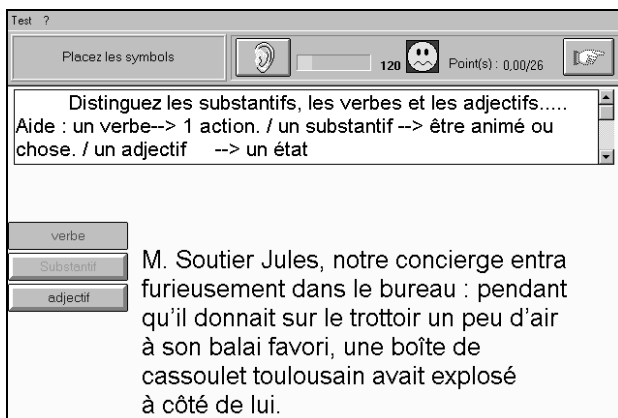 Test ?
Placez les symbols
120
Point(s) : 0,00/26
Distinguez les substantifs, les verbes et les adjectifs.....
Aide : un verbe--> 1 action. / un substantif --> être animé ou
chose. / un adjectif --> un état
verbe
Substantif
adjectif
M. Soutier Jules, notre concierge entra
furieusement dans le bureau : pendant
qu'il donnait sur le trottoir un peu d'air
à son balai favori, une boîte de
cassoulet toulousain avait explosé
à côté de lui.